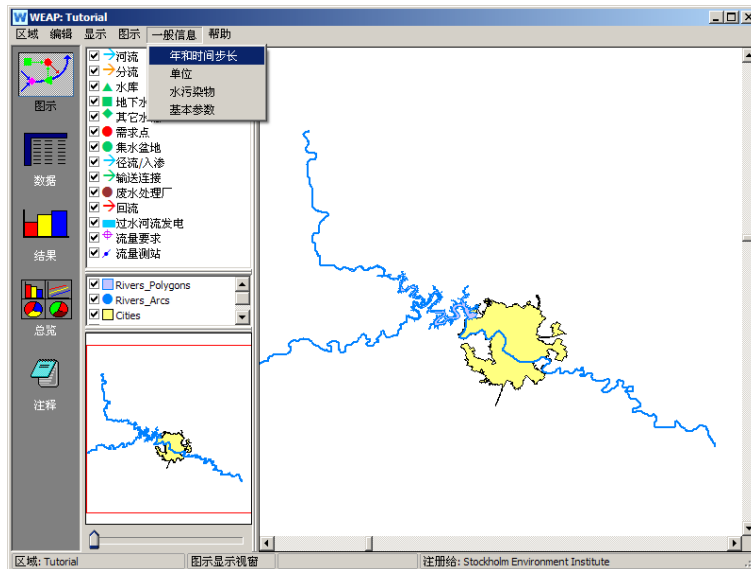 WEAP: Tutorial
区域 编辑 显示 图示 一般信息 帮助
年和时间步长
单位
水污染物
基本参数
图示
数据
结果
总览
注释
河流
分流
水库
地下水
其它水
需求点
集水盆地
径流/入渗
输送连接
废水处理厂
回流
过水河流发电
流量要求
流量测站
Rivers_Polygons
Rivers_Arcs
Cities
区域: Tutorial
图示显示视窗
注册给: Stockholm Environment Institute